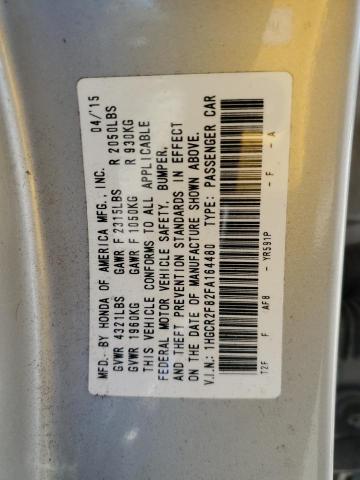 MFD. BY HONDA OF AMERICA MFG., INC. 04/'15
GVWR 4321LBS GAWR F 2315LBS R 2050LBS
GVWR 1960KG GAWR F 1050KG R 930KG
THIS VEHICLE CONFORMS TO ALL APPLICABLE
FEDERAL MOTOR VEHICLE SAFETY, BUMPER,
AND THEFT PREVENTION STANDARDS IN EFFECT
ON THE DATE OF MANUFACTURE SHOWN ABOVE.
V.I.N.: 1HGCR2F82FA164480 TYPE: PASSENGER CAR
T2F F AF8 - YR591P - F - A